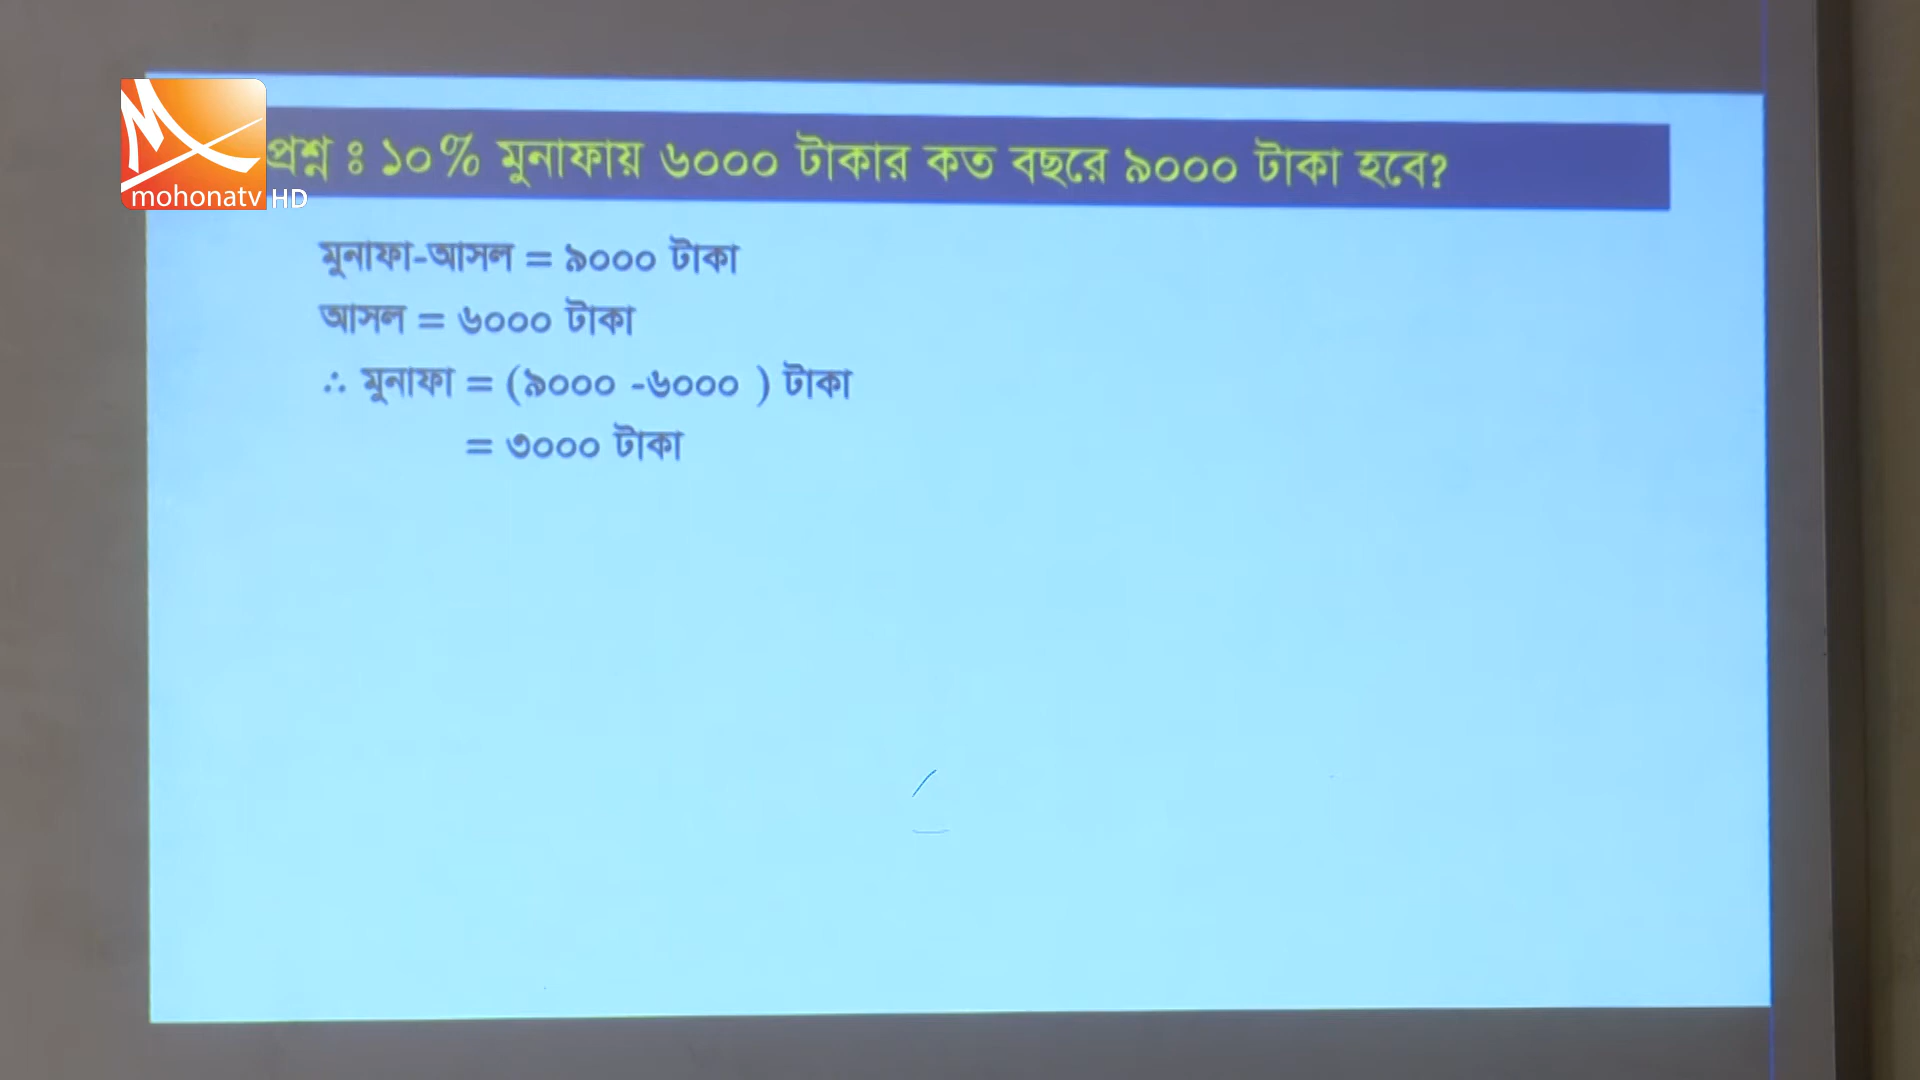 প্রশ্ন ঃ ১০% মুনাফায় ৬০০০ টাকার কত বছরে ৯০০০ টাকা হবে?
mohonatv HD
মুনাফা-আসল = ৯০০০ টাকা
আসল = ৬০০০ টাকা
∴ মুনাফা = (৯০০০ -৬০০০ ) টাকা
= ৩০০০ টাকা